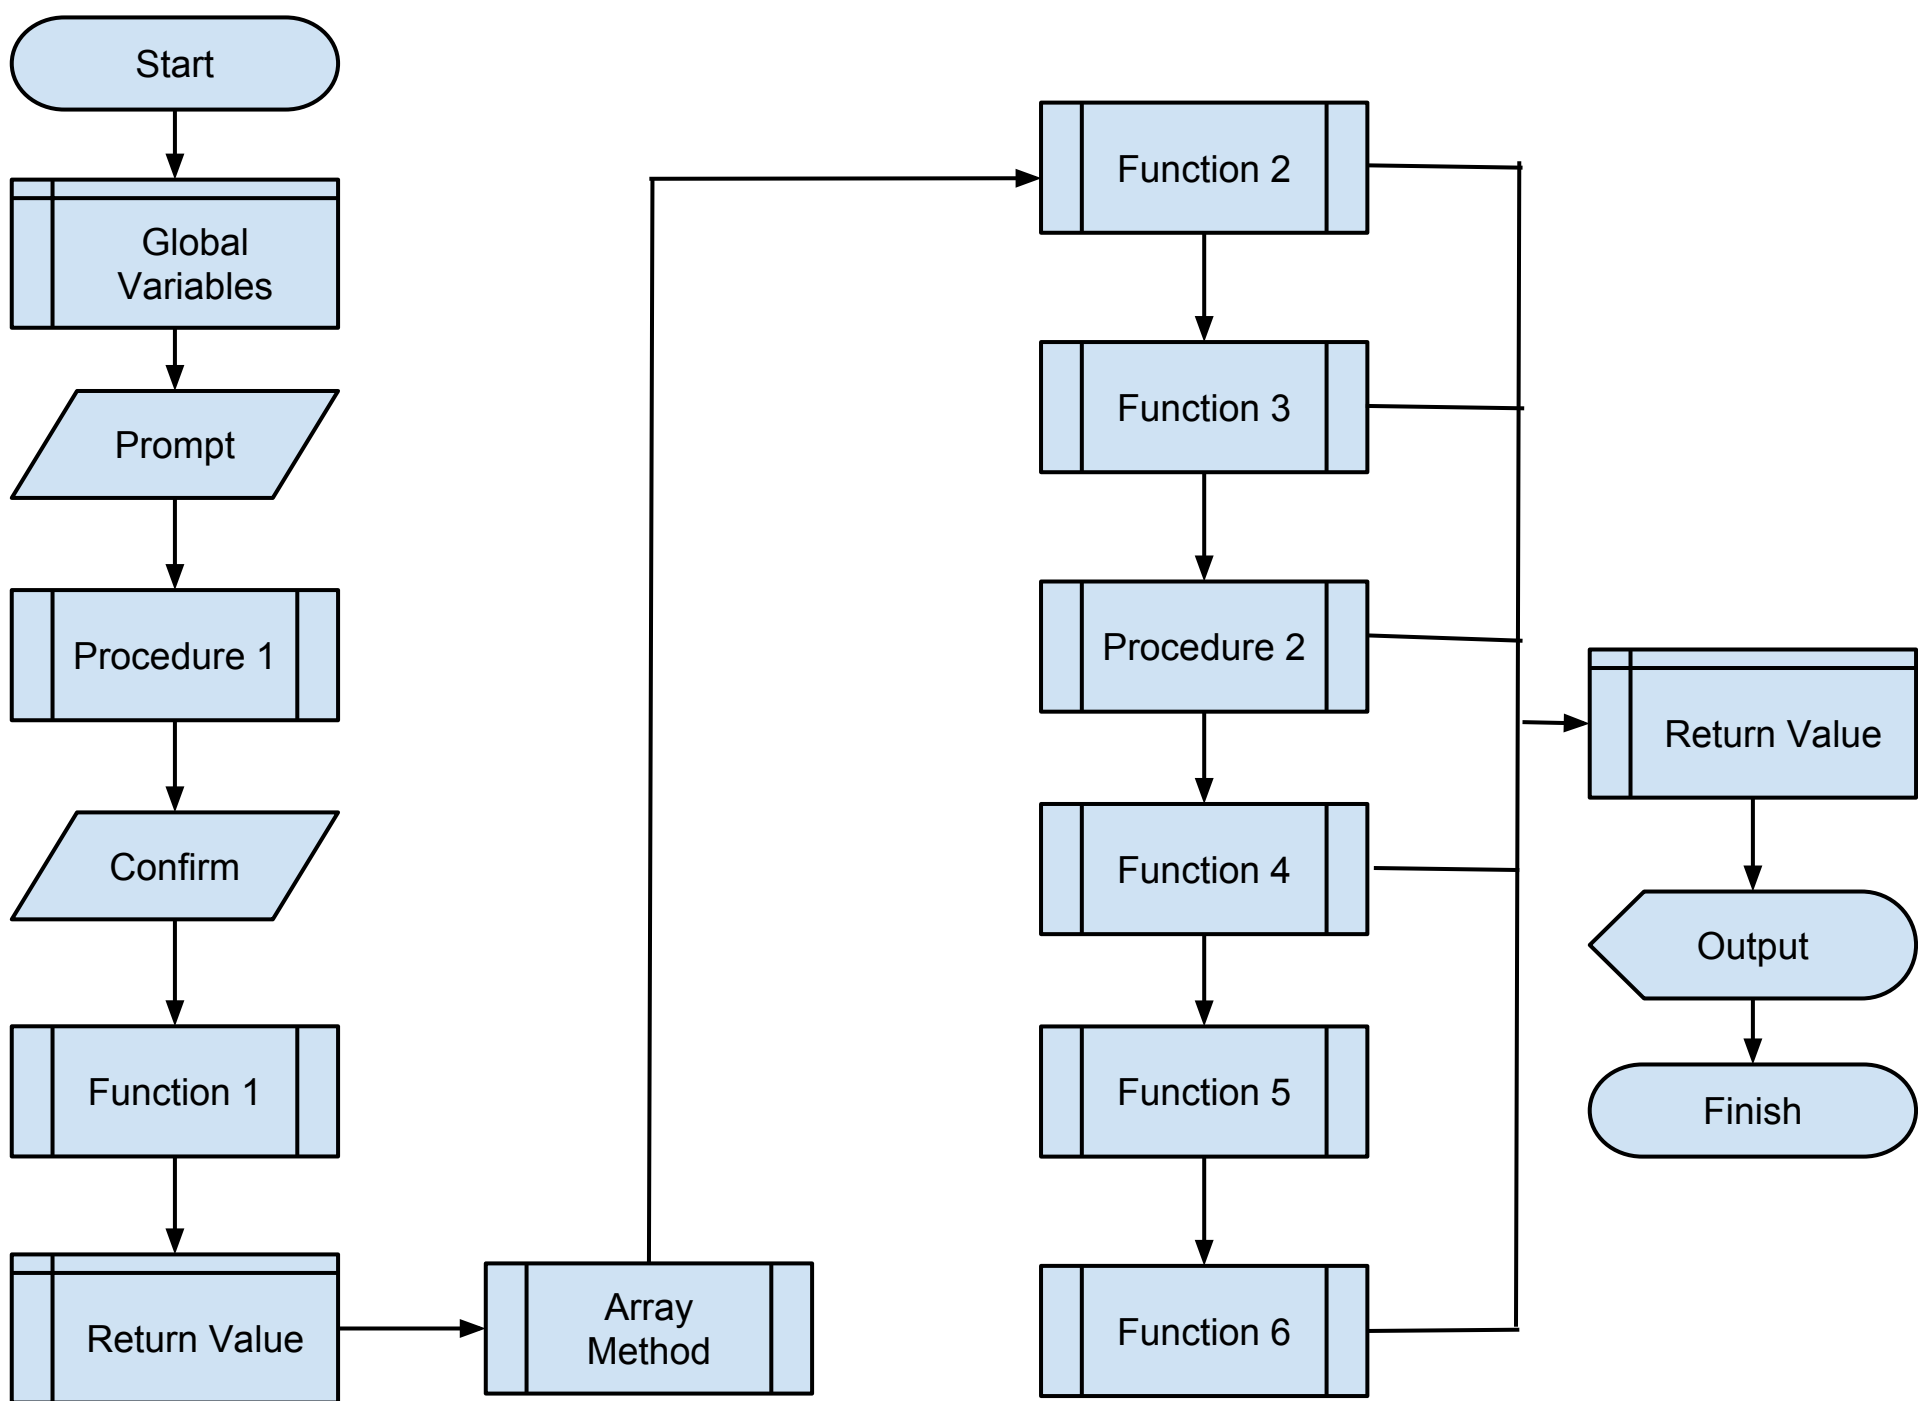 Start
Global
Variables
Prompt
Procedure 1
Confirm
Function 1
Return Value
Array
Method
Function 2
Function 3
Procedure 2
Function 4
Function 5
Function 6
Return Value
Output
Finish